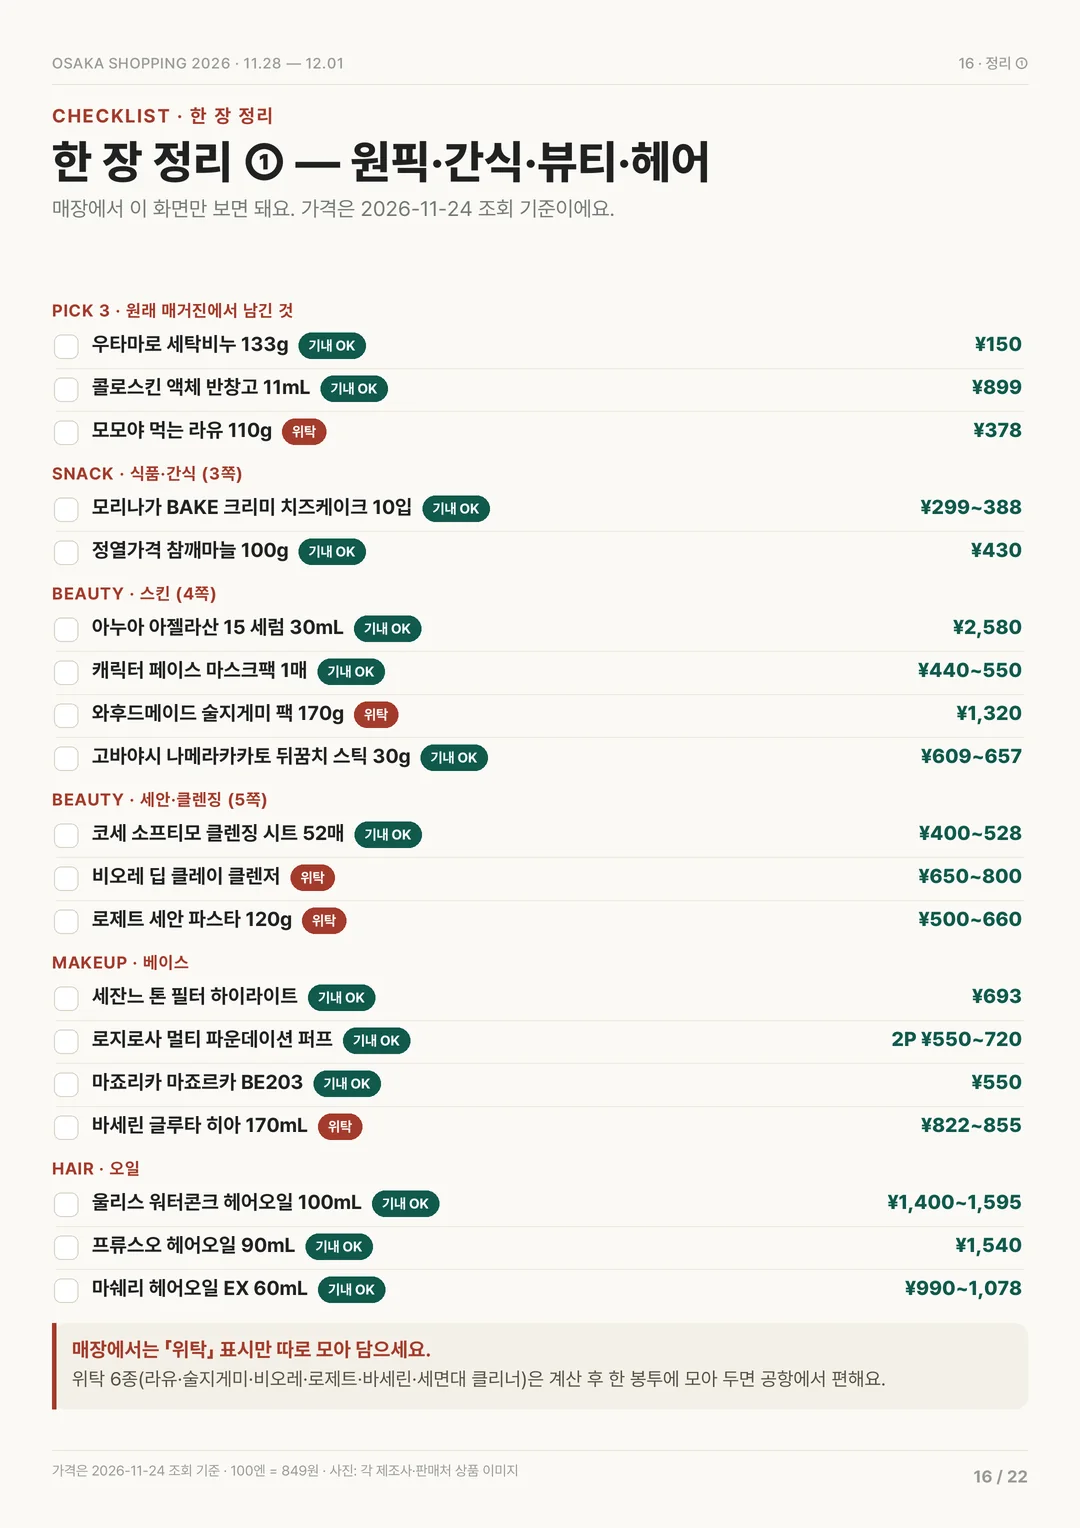 OSAKA SHOPPING 2026 · 11.28 — 12.01
16 · 정리 ①
CHECKLIST · 한 장 정리
한 장 정리 ① — 원픽·간식·뷰티·헤어
매장에서 이 화면만 보면 돼요. 가격은 2026-11-24 조회 기준이에요.
PICK 3 · 원래 매거진에서 남긴 것
우타마로 세탁비누 133g 기내 OK ¥150
콜로스킨 액체 반창고 11mL 기내 OK ¥899
모모야 먹는 라유 110g 위탁 ¥378
SNACK · 식품·간식 (3쪽)
모리나가 BAKE 크리미 치즈케이크 10입 기내 OK ¥299~388
정열가격 참깨마늘 100g 기내 OK ¥430
BEAUTY · 스킨 (4쪽)
아누아 아젤라산 15 세럼 30mL 기내 OK ¥2,580
캐릭터 페이스 마스크팩 1매 기내 OK ¥440~550
와후드메이드 술지게미 팩 170g 위탁 ¥1,320
고바야시 나메라카카토 뒤꿈치 스틱 30g 기내 OK ¥609~657
BEAUTY · 세안·클렌징 (5쪽)
코세 소프티모 클렌징 시트 52매 기내 OK ¥400~528
비오레 딥 클레이 클렌저 위탁 ¥650~800
로제트 세안 파스타 120g 위탁 ¥500~660
MAKEUP · 베이스
세잔느 톤 필터 하이라이트 기내 OK ¥693
로지로사 멀티 파운데이션 퍼프 기내 OK 2P ¥550~720
마죠리카 마죠르카 BE203 기내 OK ¥550
바세린 글루타 히아 170mL 위탁 ¥822~855
HAIR · 오일
울리스 워터콘크 헤어오일 100mL 기내 OK ¥1,400~1,595
프류스오 헤어오일 90mL 기내 OK ¥1,540
마쉐리 헤어오일 EX 60mL 기내 OK ¥990~1,078
매장에서는 「위탁」 표시만 따로 모아 담으세요.
위탁 6종(라유·술지게미·비오레·로제트·바세린·세면대 클리너)은 계산 후 한 봉투에 모아 두면 공항에서 편해요.
가격은 2026-11-24 조회 기준 · 100엔 = 849원 · 사진: 각 제조사·판매처 상품 이미지
16 / 22